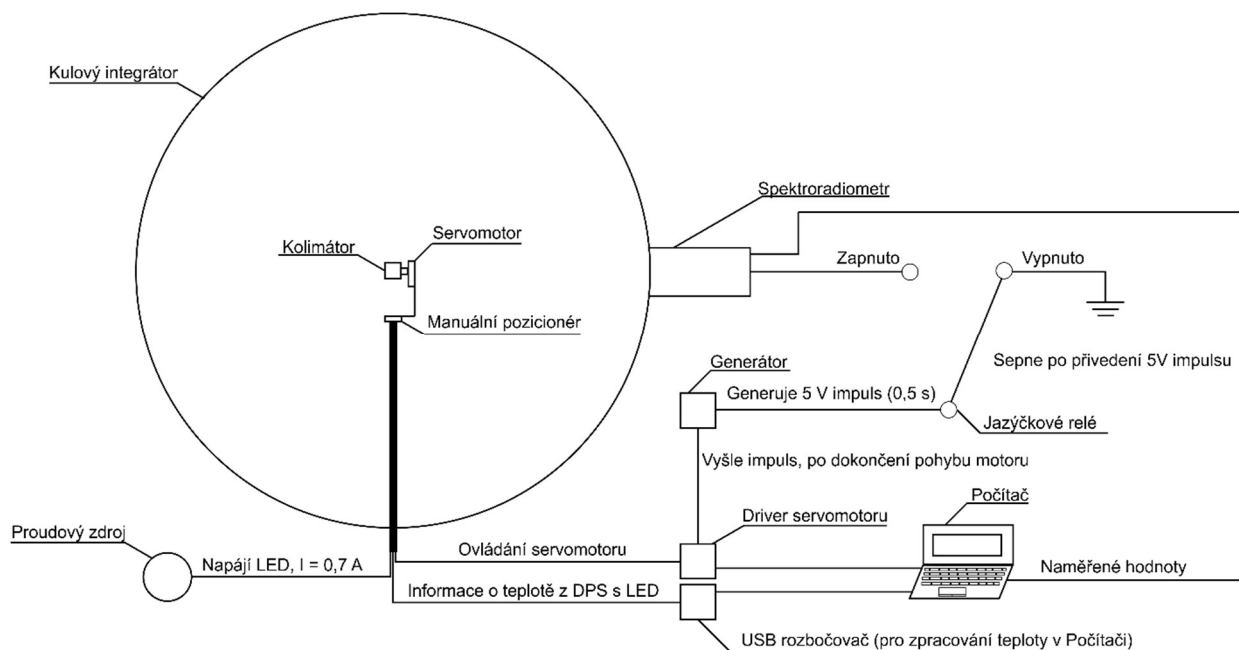 Kulový integrátor
Spektroradiometr
Servomotor
Kolimátor
Zapnuto
Vypnuto
Manuální pozicionér
Sepne po přivedení 5V impulsu
Generátor
Generuje 5 V impuls (0,5 s)
Jazýčkové relé
Vyšle impuls, po dokončení pohybu motoru
Počítač
Driver servomotoru
Proudový zdroj
Ovládání servomotoru
Napájí LED, I = 0,7 A
Naměřené hodnoty
Informace o teplotě z DPS s LED
USB rozbočovač (pro zpracování teploty v Počítači)